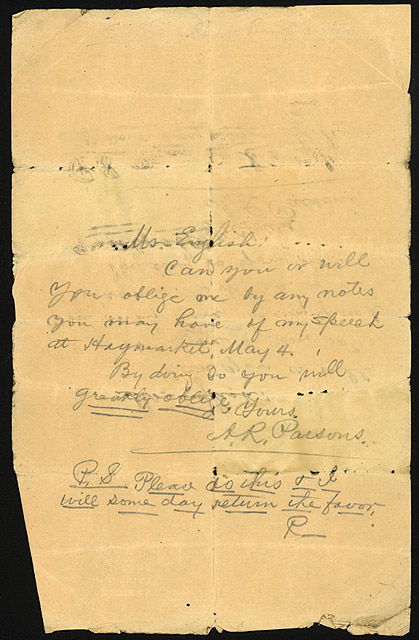 Mr. English:
Can you or will
you oblige me by any notes
you may have of my speech
at Haymarket, May 4.
By doing so you will
greatly oblige Yours
A. R. Parsons
P. S Please do this & I
will some day return the favor,
P—